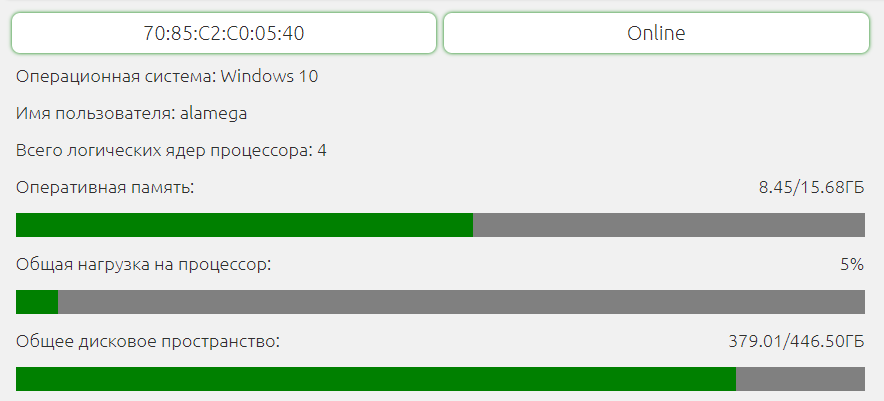 70:85:C2:C0:05:40 Online
Операционная система: Windows 10
Имя пользователя: alamega
Всего логических ядер процессора: 4
Оперативная память: 8.45/15.68ГБ
Общая нагрузка на процессор: 5%
Общее дисковое пространство: 379.01/446.50ГБ